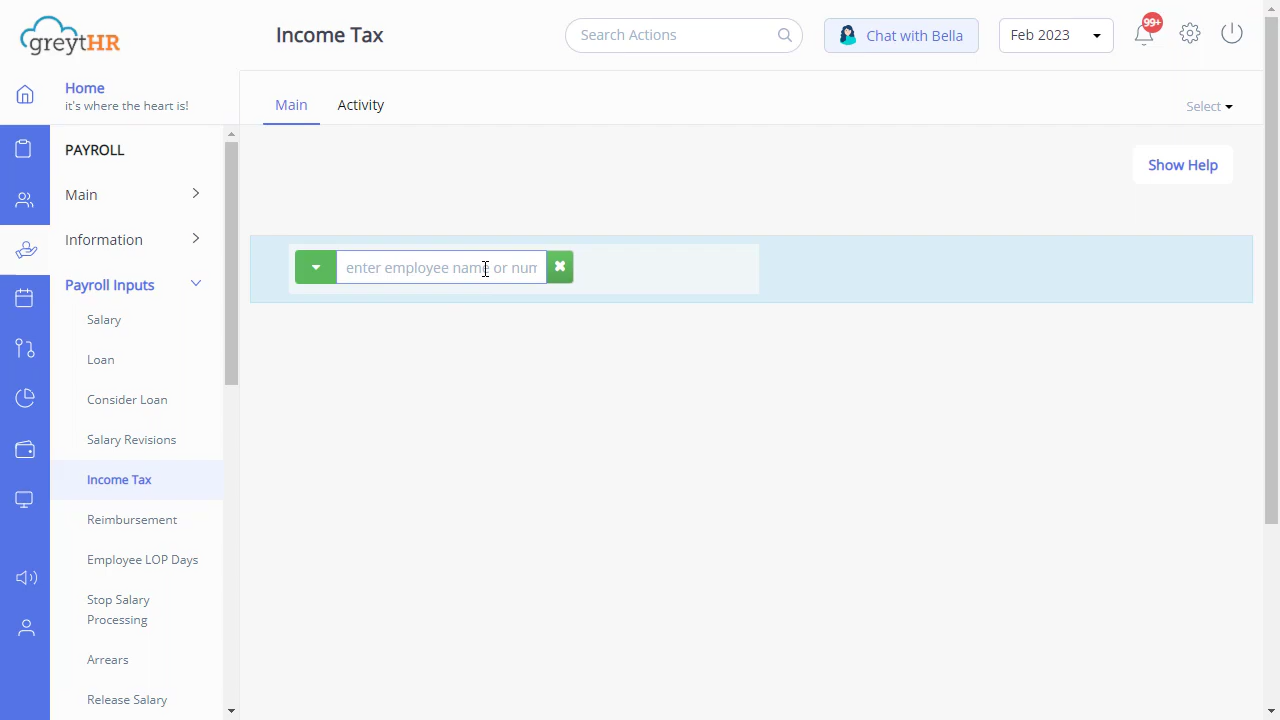 greytHR
Income Tax
Search Actions
Chat with Bella
Feb 2023
99+
Home
it's where the heart is!
Main
Activity
Select
PAYROLL
Main
Information
Payroll Inputs
Salary
Loan
Consider Loan
Salary Revisions
Income Tax
Reimbursement
Employee LOP Days
Stop Salary
Processing
Arrears
Release Salary
Show Help
enter employee name or num